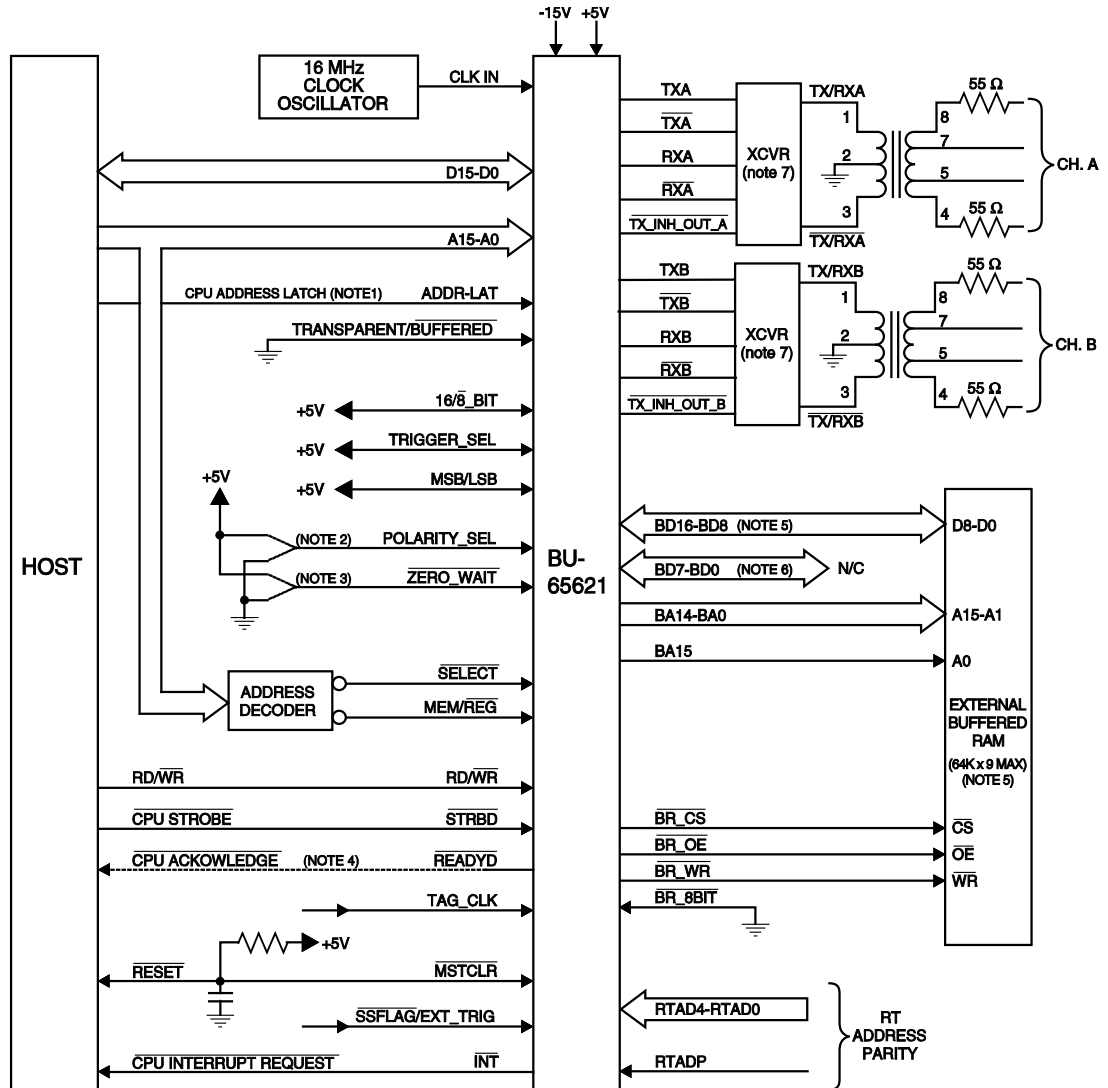 -15V +5V
16 MHz
CLOCK
OSCILLATOR
CLK IN
D15-D0
A15-A0
CPU ADDRESS LATCH (NOTE1) ADDR-LAT
TRANSPARENT/BUFFERED
+5V 16/8_BIT
+5V TRIGGER_SEL
+5V MSB/LSB
+5V
(NOTE 2) POLARITY_SEL
(NOTE 3) ZERO_WAIT
HOST
BU-
65621
ADDRESS
DECODER
SELECT
MEM/REG
RD/WR RD/WR
CPU STROBE STRBD
CPU ACKOWLEDGE (NOTE 4) READYD
TAG_CLK
+5V
RESET MSTCLR
SSFLAG/EXT_TRIG
CPU INTERRUPT REQUEST INT
TXA
TXA
RXA
RXA
TX_INH_OUT_A
XCVR
(note 7)
TX/RXA
1
2
3
TX/RXA
8
7
5
4
55 Ω
55 Ω
CH. A
TXB
TXB
RXB
RXB
TX_INH_OUT_B
XCVR
(note 7)
TX/RXB
1
2
3
TX/RXB
8
7
5
4
55 Ω
55 Ω
CH. B
BD16-BD8 (NOTE 5) D8-D0
BD7-BD0 (NOTE 6) N/C
BA14-BA0 A15-A1
BA15 A0
EXTERNAL
BUFFERED
RAM
(64K x 9 MAX)
(NOTE 5)
BR_CS CS
BR_OE OE
BR_WR WR
BR_8BIT
RTAD4-RTAD0
RTADP
RT
ADDRESS
PARITY